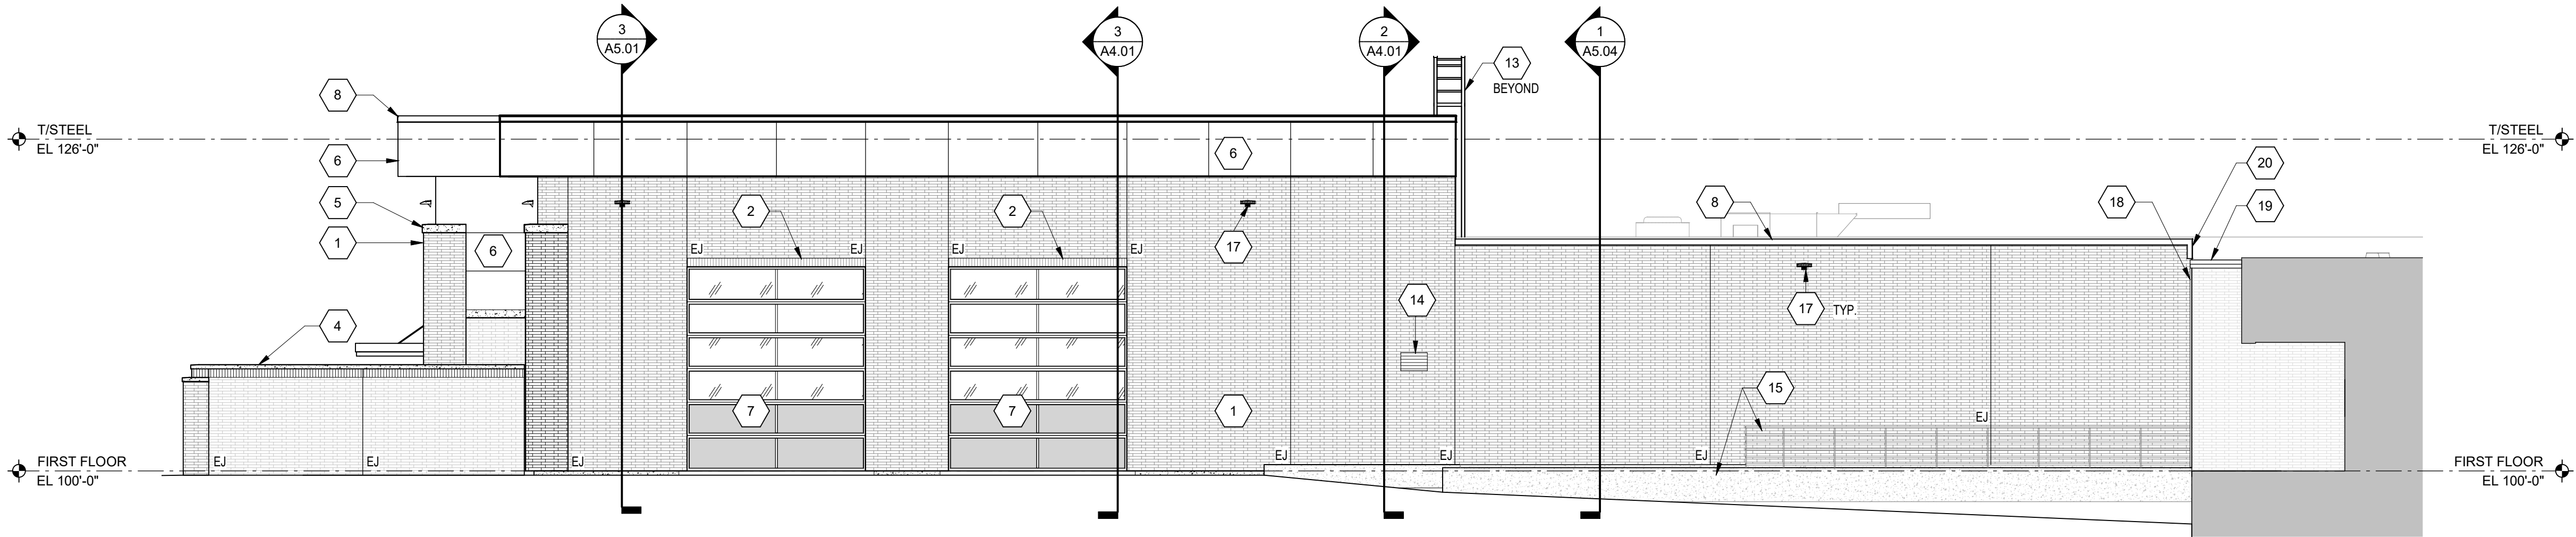 3
A5.01
3
A4.01
2
A4.01
1
A5.04
13
BEYOND
8
T/STEEL
EL 126'-0"
T/STEEL
EL 126'-0"
6
6
20
5
2
2
8
18
19
1
6
EJ
EJ
EJ
EJ
17
14
17
TYP.
4
15
7
7
1
EJ
FIRST FLOOR
EL 100'-0"
EJ
EJ
EJ
EJ
EJ
EJ
FIRST FLOOR
EL 100'-0"